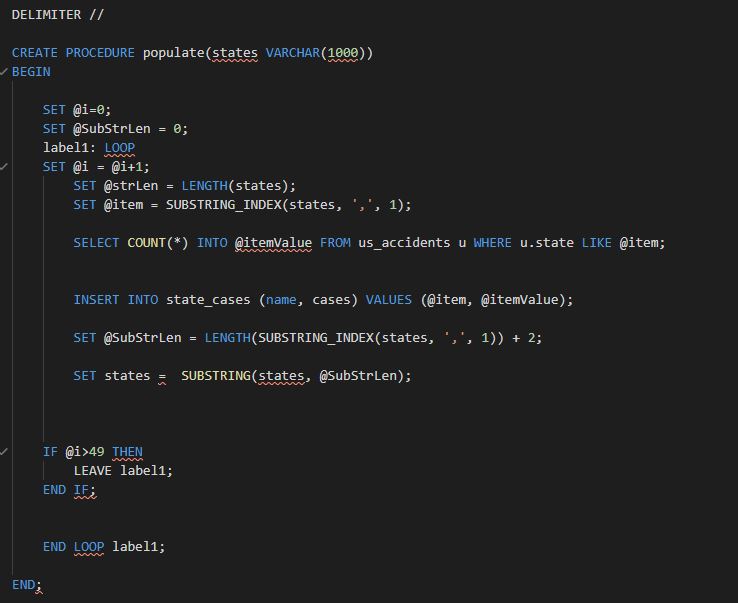 DELIMITER //
CREATE PROCEDURE populate(states VARCHAR(1000))
BEGIN
SET @i=0;
SET @SubStrLen = 0;
label1: LOOP
SET @i = @i+1;
SET @strLen = LENGTH(states);
SET @item = SUBSTRING_INDEX(states, ',', 1);
SELECT COUNT(*) INTO @itemValue FROM us_accidents u WHERE u.state LIKE @item;
INSERT INTO state_cases (name, cases) VALUES (@item, @itemValue);
SET @SubStrLen = LENGTH(SUBSTRING_INDEX(states, ',', 1)) + 2;
SET states =  SUBSTRING(states, @SubStrLen);
IF @i>49 THEN
LEAVE label1;
END IF;
END LOOP label1;
END;